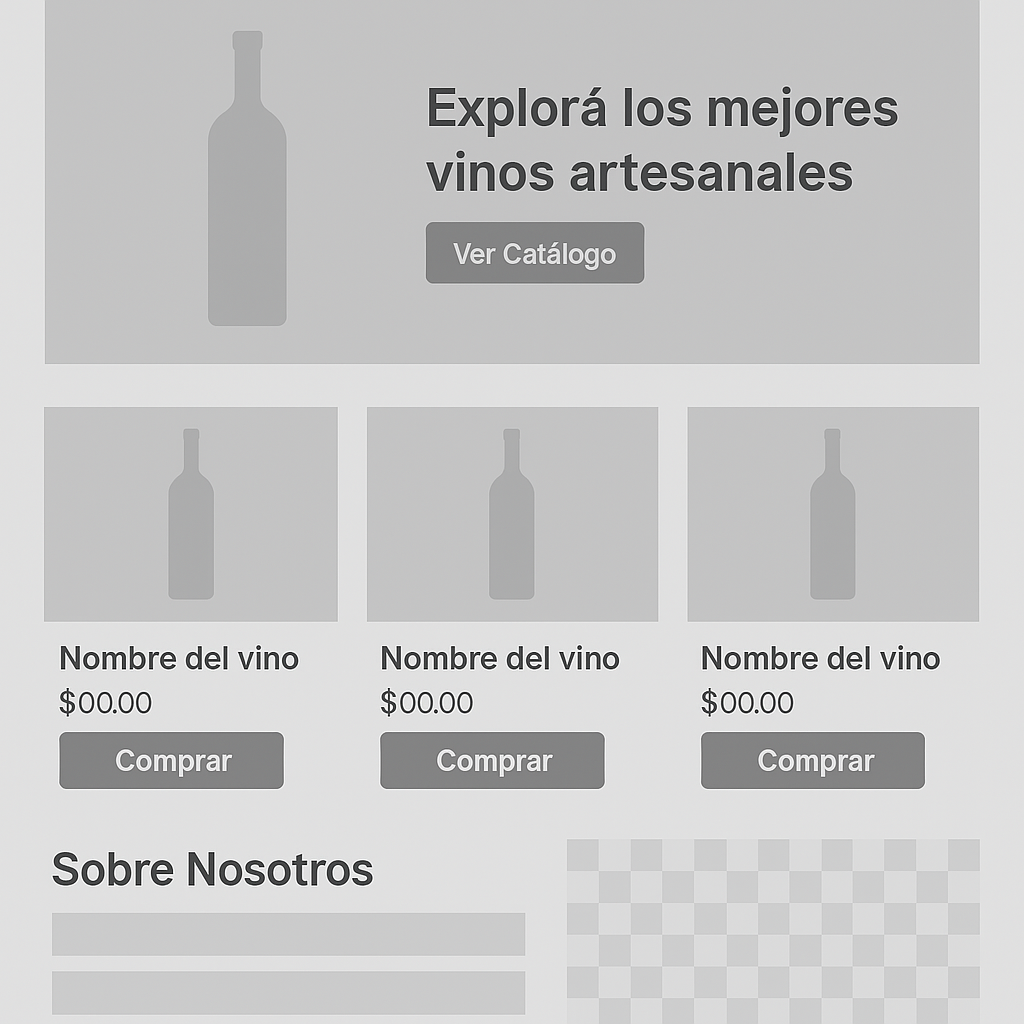 Explorá los mejores
vinos artesanales
Ver Catálogo
Nombre del vino
$00.00
Comprar
Nombre del vino
$00.00
Comprar
Nombre del vino
$00.00
Comprar
Sobre Nosotros